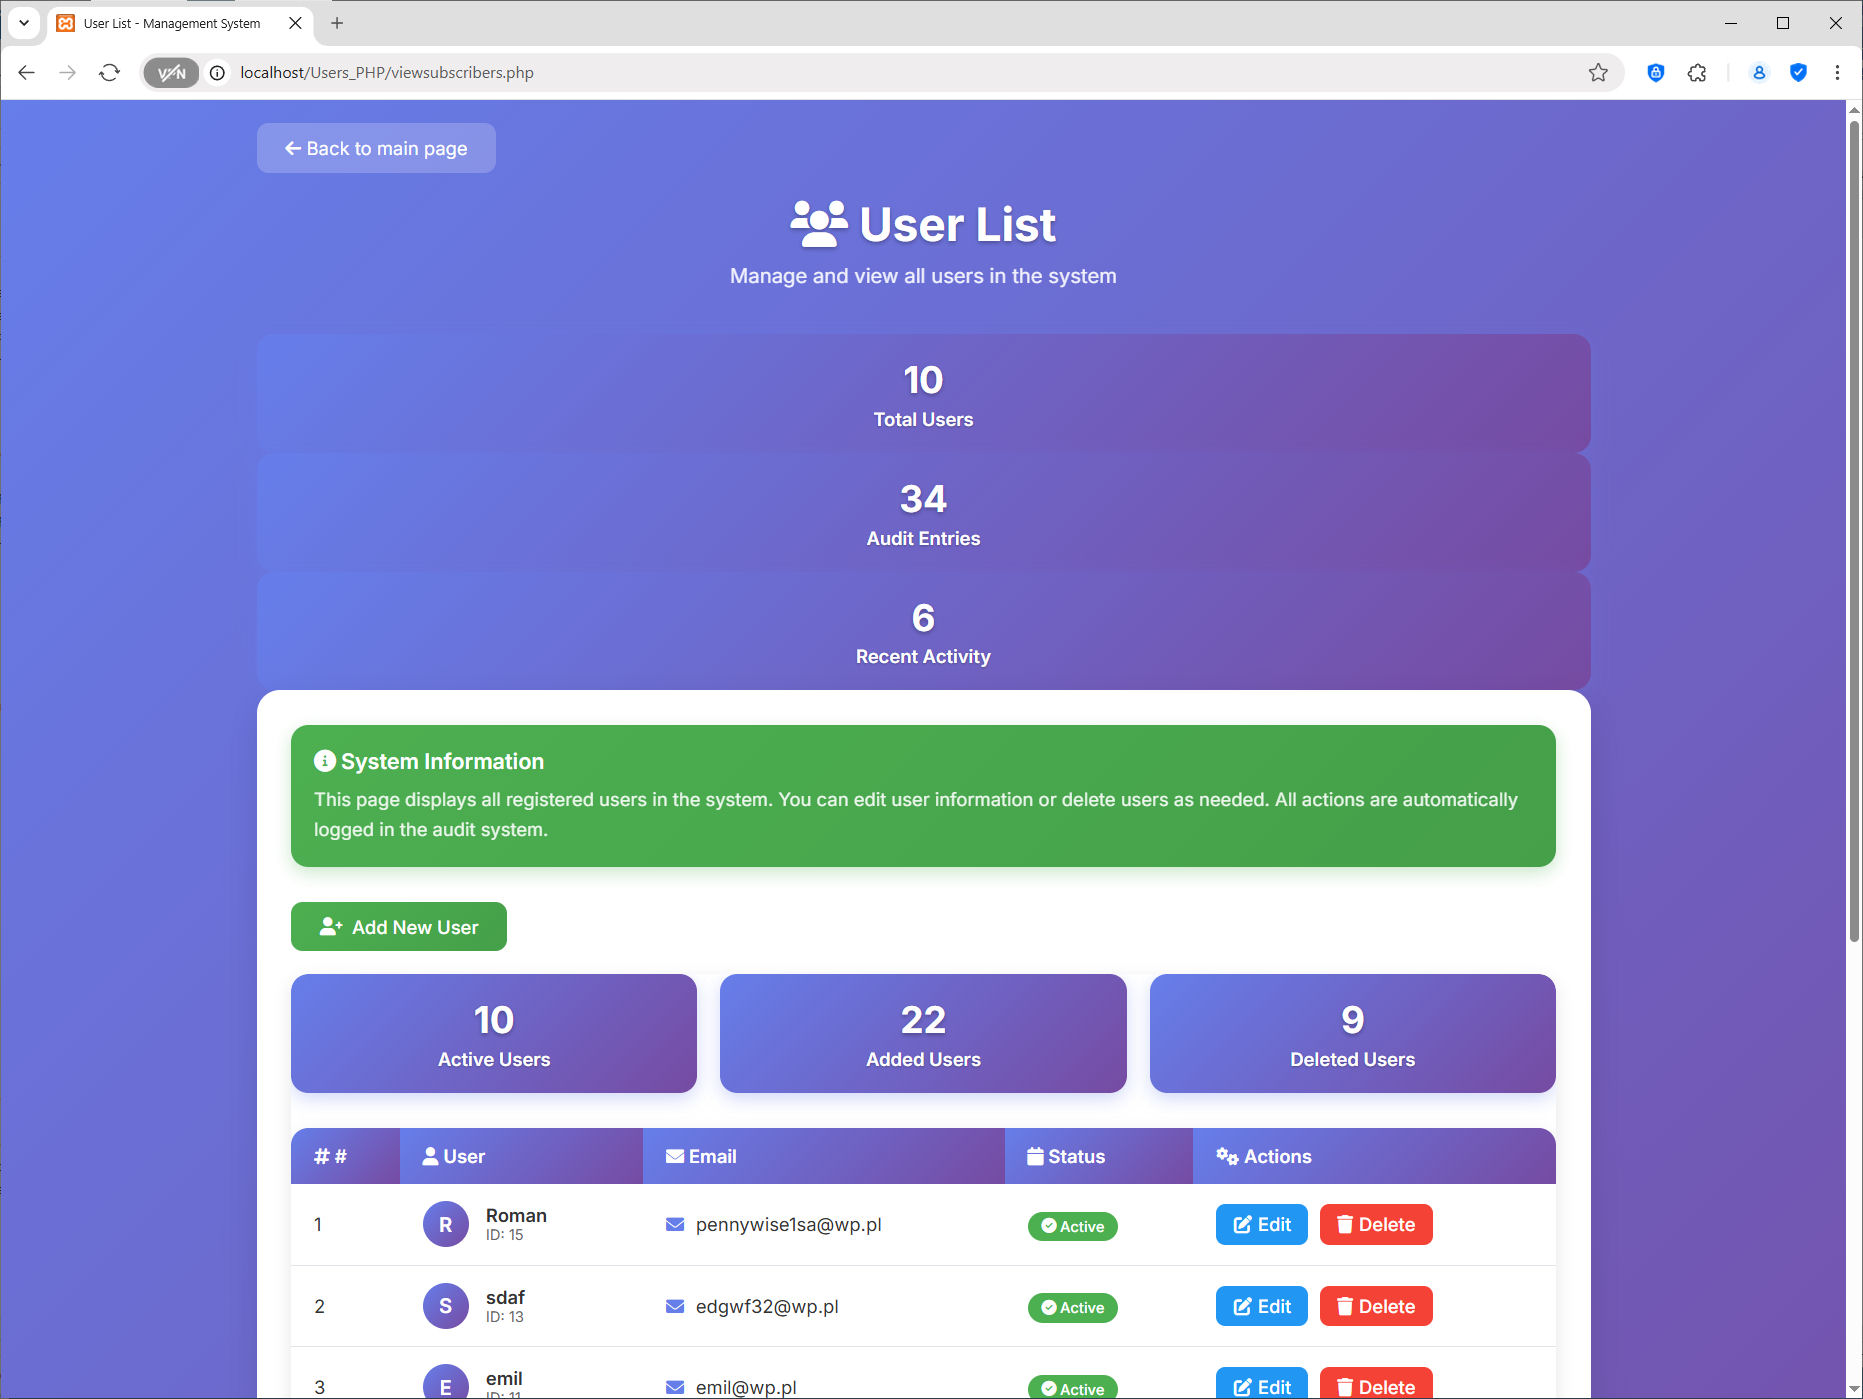 User List - Management System
VPN
localhost/Users_PHP/viewsubscribers.php
Back to main page
User List
Manage and view all users in the system
10
Total Users
34
Audit Entries
6
Recent Activity
System Information
This page displays all registered users in the system. You can edit user information or delete users as needed. All actions are automatically
logged in the audit system.
Add New User
10
Active Users
22
Added Users
9
Deleted Users
# # User Email Status Actions
1 R Roman pennywise1sa@wp.pl Active Edit Delete
ID: 15
2 S sdaf edgwf32@wp.pl Active Edit Delete
ID: 13
3 E emil emil@wp.pl Active Edit Delete
ID: 11